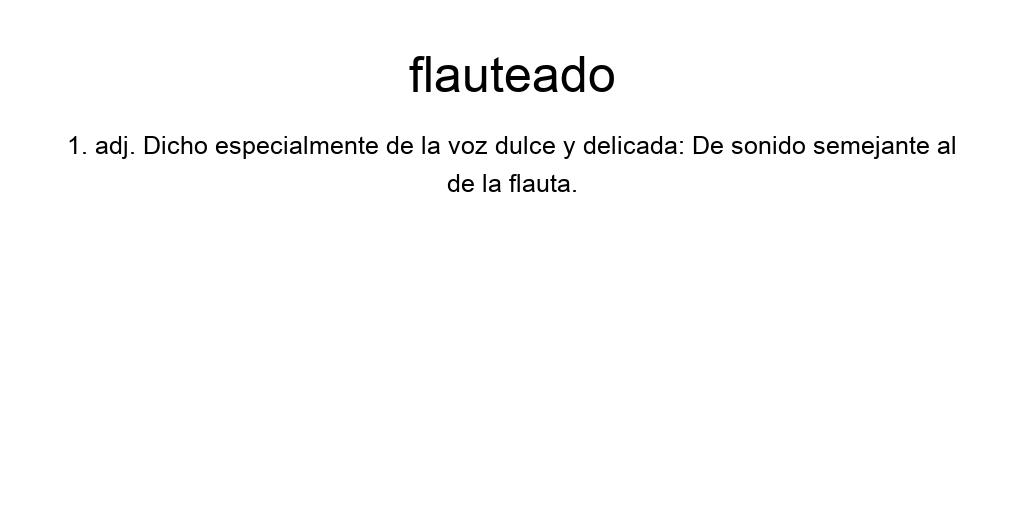 flauteado
1. adj. Dicho especialmente de la voz dulce y delicada: De sonido semejante al
de la flauta.